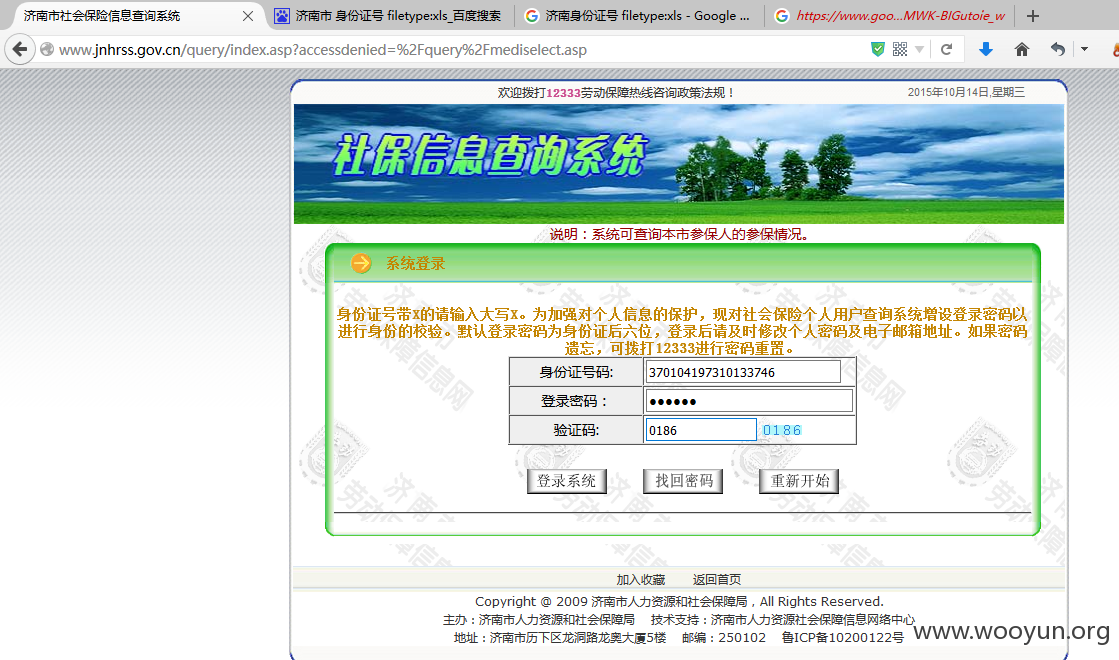 济南市社会保险信息查询系统
济南市 身份证号 filetype:xls_百度搜索
济南身份证号 filetype:xls - Google ...
https://www.goo...MWK-BIGutoie_w
www.jnhrss.gov.cn/query/index.asp?accessdenied=%2Fquery%2Fmediselect.asp
欢迎拨打12333劳动保障热线咨询政策法规！
2015年10月14日,星期三
社保信息查询系统
说明：系统可查询本市参保人的参保情况。
系统登录
身份证号带X的请输入大写X。为加强对个人信息的保护，现对社会保险个人用户查询系统增设登录密码以
进行身份的校验。默认登录密码为身份证后六位，登录后请及时修改个人密码及电子邮箱地址。如果密码
遗忘，可拨打12333进行密码重置。
身份证号码: 370104197310133746
登录密码： ●●●●●●
验证码: 0186 0186
登录系统 找回密码 重新开始
加入收藏 返回首页
Copyright @ 2009 济南市人力资源和社会保障局，All Rights Reserved.
主办：济南市人力资源和社会保障局 技术支持：济南市人力资源社会保障信息网络中心
地址：济南市历下区龙洞路龙奥大厦5楼 邮编：250102 鲁ICP备10200122号
www.wooyun.org